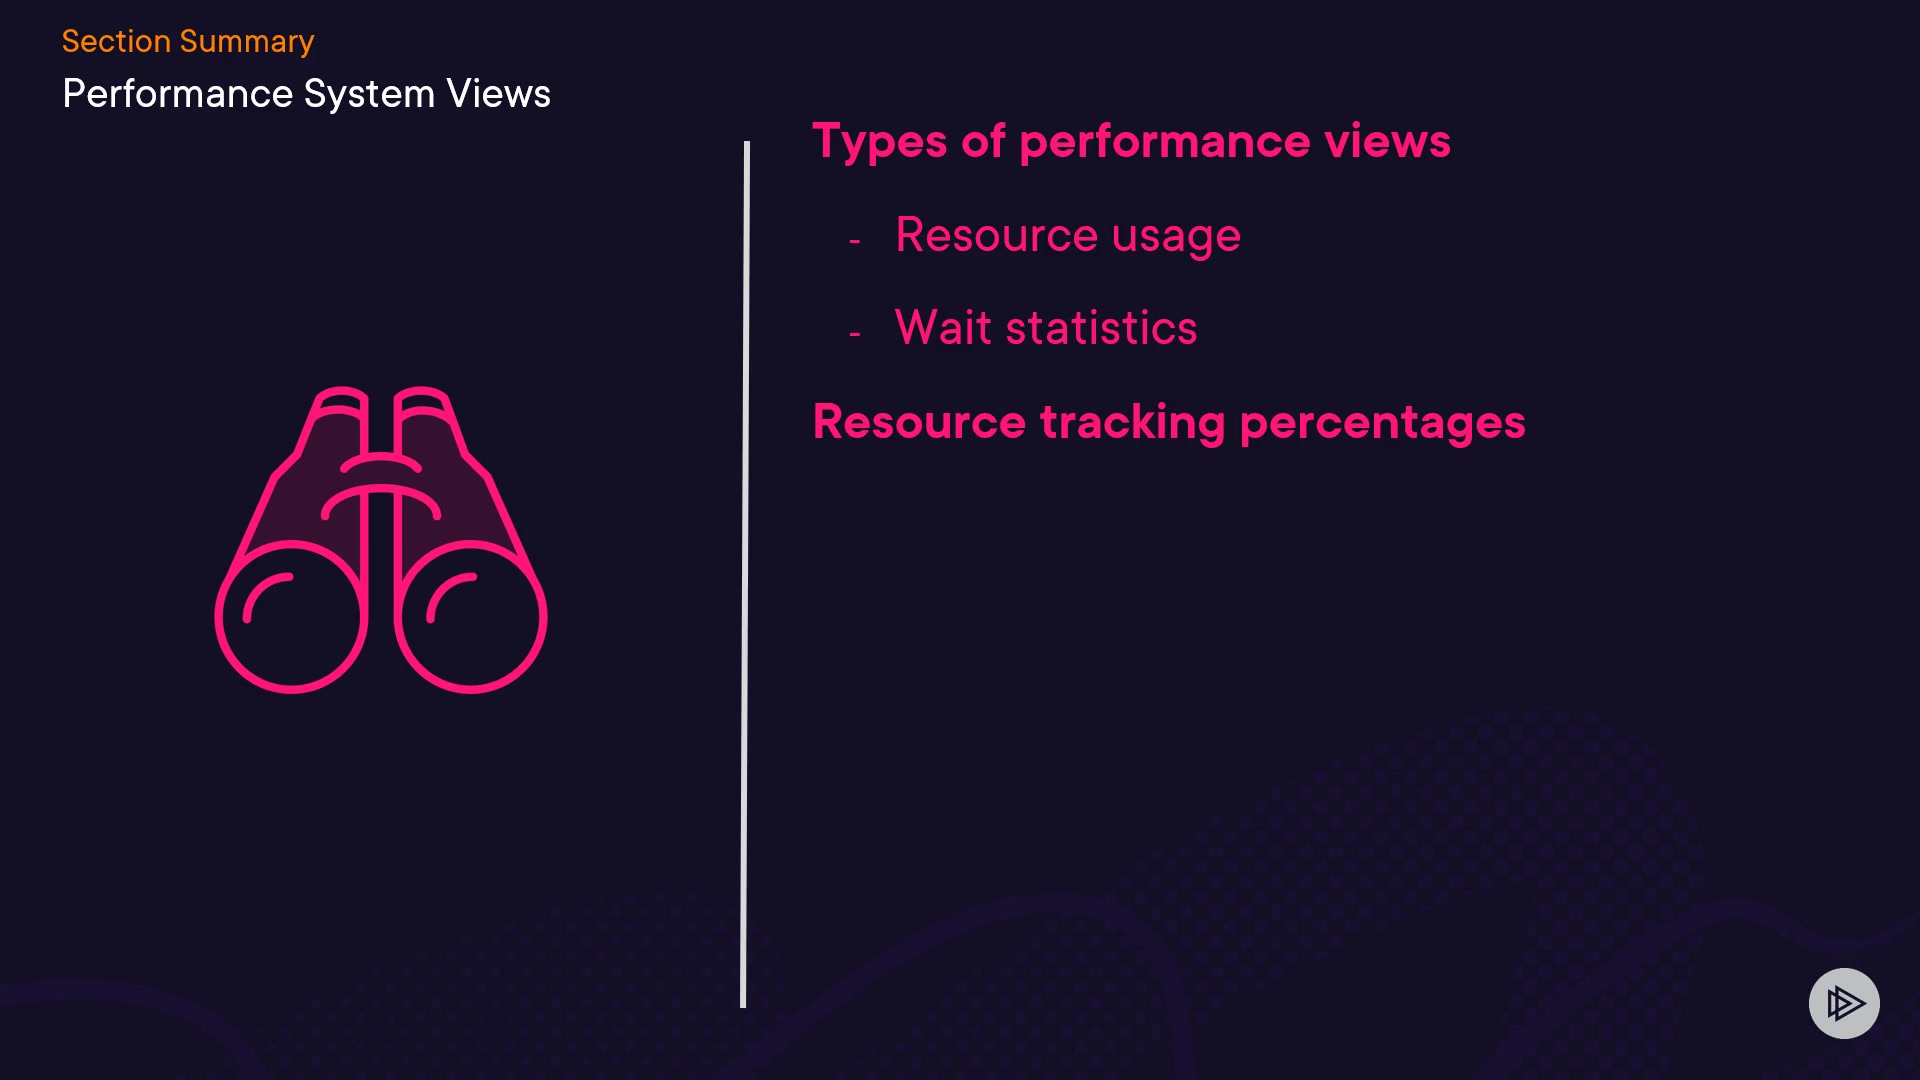 Section Summary
Performance System Views
Types of performance views
- Resource usage
- Wait statistics
Resource tracking percentages